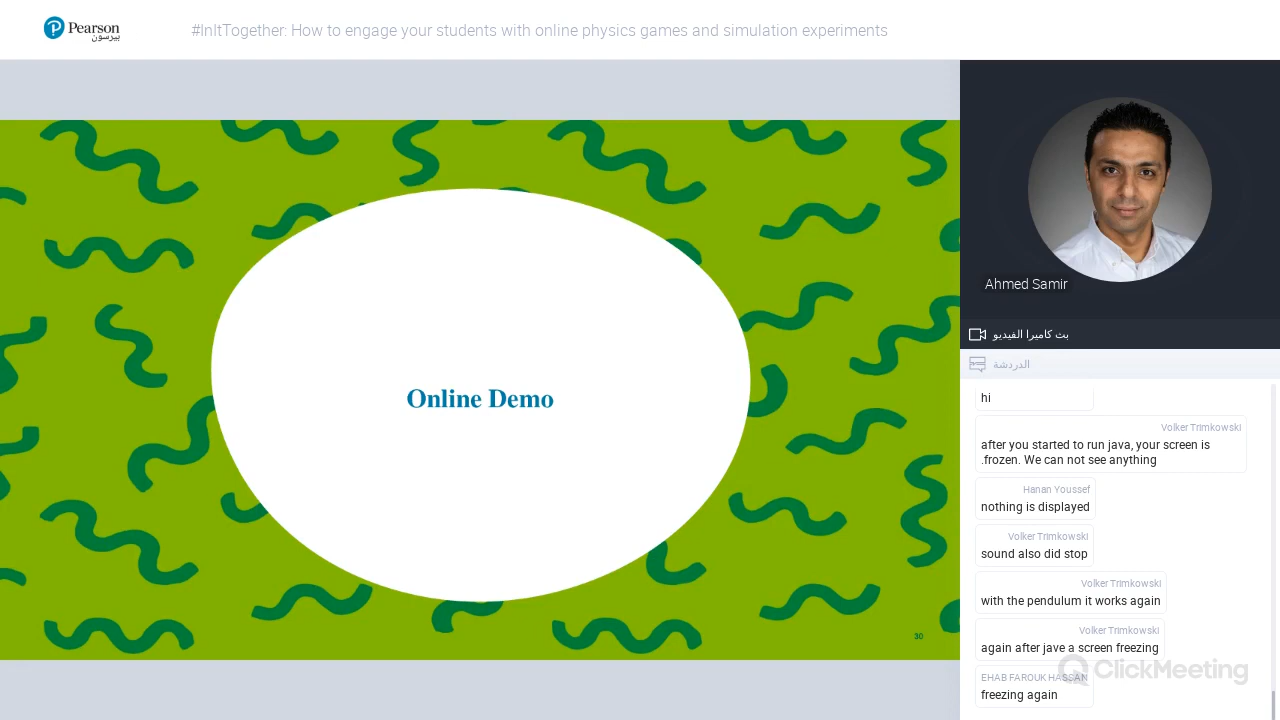 Pearson
بيرسون
#InItTogether: How to engage your students with online physics games and simulation experiments
Online Demo
30
Ahmed Samir
بث كاميرا الفيديو
الدردشة
hi
Volker Trimkowski
after you started to run java, your screen is
.frozen. We can not see anything
Hanan Youssef
nothing is displayed
Volker Trimkowski
sound also did stop
Volker Trimkowski
with the pendulum it works again
Volker Trimkowski
again after jave a screen freezing
ClickMeeting
EHAB FAROUK HASSAN
freezing again